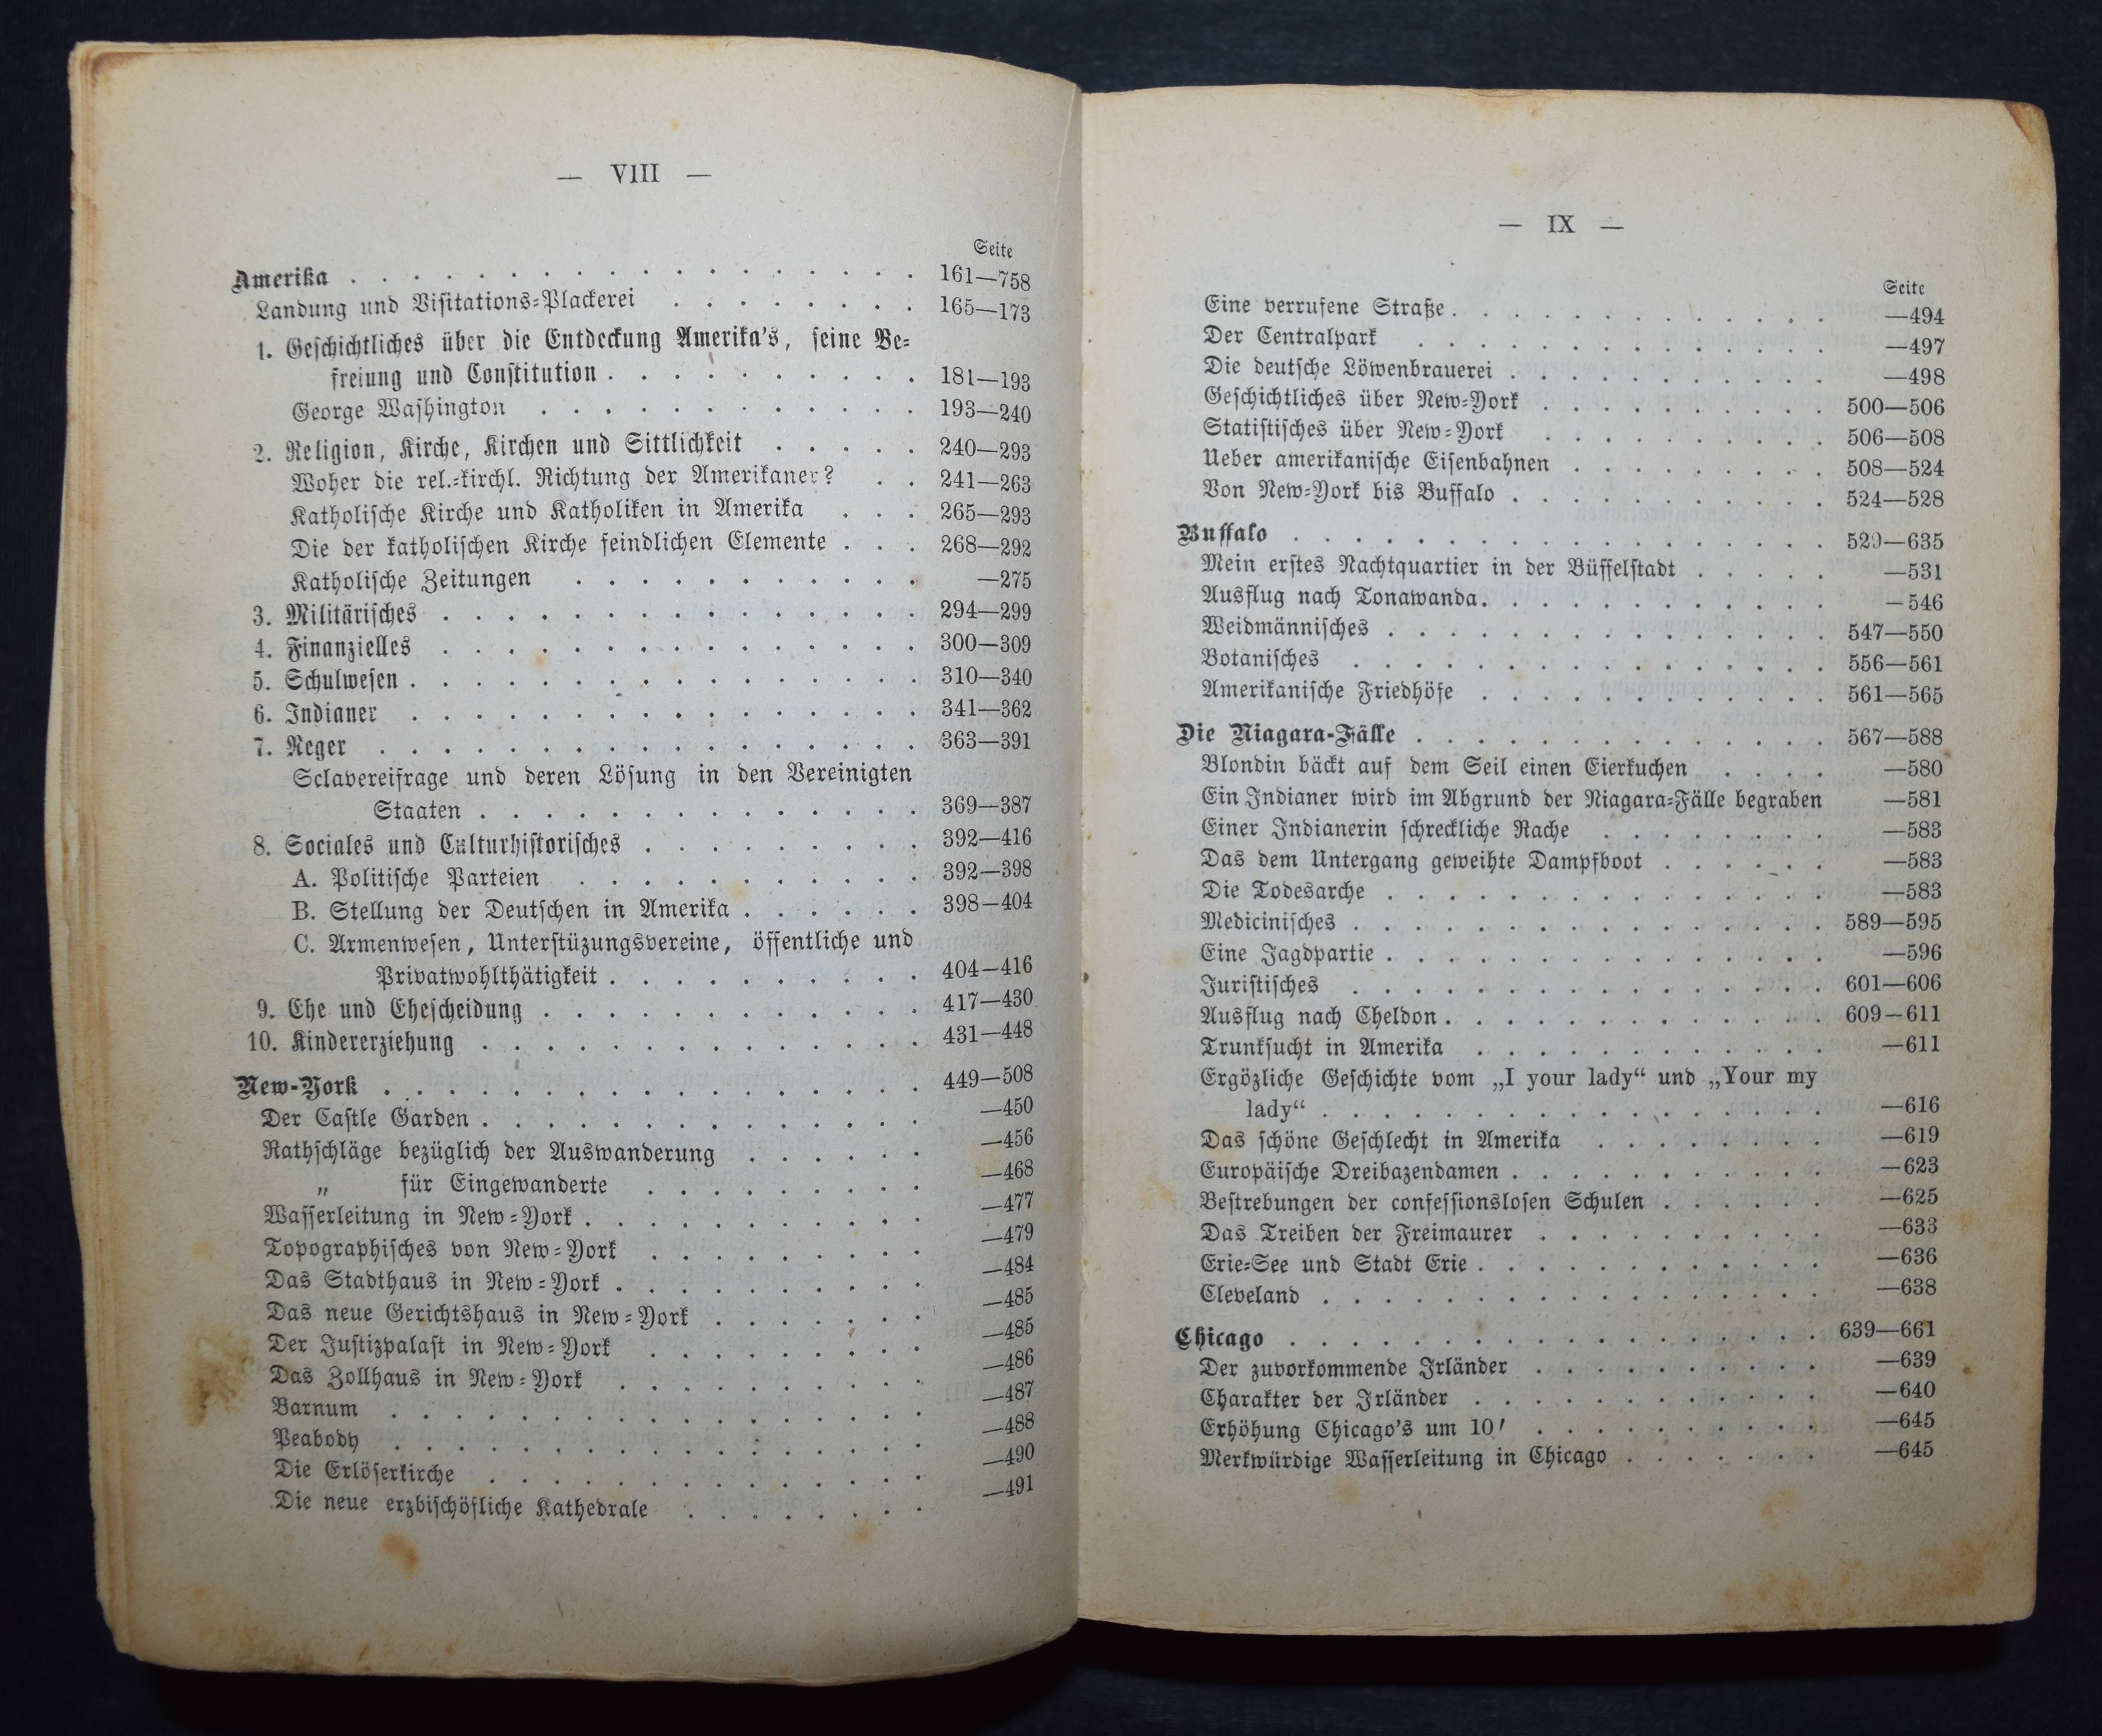 — VIII —
Seite
Amerika . . . . . . . . . . . . . . . . . . 161—758
Landung und Visitations-Plackerei . . . . . . . . 165—173
1. Geschichtliches über die Entdeckung Amerika's, seine Be-
freiung und Constitution . . . . . . . . . . 181—193
George Washington . . . . . . . . . . . . 193—240
2. Religion, Kirche, Kirchen und Sittlichkeit . . . . . 240—293
Woher die rel.-kirchl. Richtung der Amerikaner? . . 241—263
Katholische Kirche und Katholiken in Amerika . . . 265—293
Die der katholischen Kirche feindlichen Elemente . . . 268—292
Katholische Zeitungen . . . . . . . . . . . —275
3. Militärisches . . . . . . . . . . . . . . . 294—299
4. Finanzielles . . . . . . . . . . . . . . . 300—309
5. Schulwesen . . . . . . . . . . . . . . . . 310—340
6. Indianer . . . . . . . . . . . . . . . . 341—362
7. Neger . . . . . . . . . . . . . . . . . 363—391
Sclavereifrage und deren Lösung in den Vereinigten
Staaten . . . . . . . . . . . . . . 369—387
8. Sociales und Culturhistorisches . . . . . . . . . 392—416
A. Politische Parteien . . . . . . . . . . . 392—398
B. Stellung der Deutschen in Amerika . . . . . . 398—404
C. Armenwesen, Unterstüzungsvereine, öffentliche und
Privatwohlthätigkeit . . . . . . . . . . 404—416
9. Ehe und Ehescheidung . . . . . . . . . . . . 417—430
10. Kindererziehung . . . . . . . . . . . . . . 431—448
New-York . . . . . . . . . . . . . . . . . 449—508
Der Castle Garden . . . . . . . . . . . . . . —450
Rathschläge bezüglich der Auswanderung . . . . . . —456
„ für Eingewanderte . . . . . . . . . —468
Wasserleitung in New-York . . . . . . . . . . . —477
Topographisches von New-York . . . . . . . . . —479
Das Stadthaus in New-York . . . . . . . . . . —484
Das neue Gerichtshaus in New-York . . . . . . . —485
Der Justizpalast in New-York . . . . . . . . . —485
Das Zollhaus in New-York . . . . . . . . . . —486
Barnum . . . . . . . . . . . . . . . . . —487
Peabody . . . . . . . . . . . . . . . . . —488
Die Erlöserkirche . . . . . . . . . . . . . . —490
Die neue erzbischöfliche Kathedrale . . . . . . . . —491
— IX —
Seite
Eine verrufene Straße . . . . . . . . . . . . . —494
Der Centralpark . . . . . . . . . . . . . . —497
Die deutsche Löwenbrauerei . . . . . . . . . . . —498
Geschichtliches über New-York . . . . . . . . . . 500—506
Statistisches über New-York . . . . . . . . . . 506—508
Ueber amerikanische Eisenbahnen . . . . . . . . . 508—524
Von New-York bis Buffalo . . . . . . . . . . . 524—528
Buffalo . . . . . . . . . . . . . . . . . . 529—635
Mein erstes Nachtquartier in der Büffelstadt . . . . . —531
Ausflug nach Tonawanda . . . . . . . . . . . . —546
Weidmännisches . . . . . . . . . . . . . . . 547—550
Botanisches . . . . . . . . . . . . . . . . 556—561
Amerikanische Friedhöfe . . . . . . . . . . . . 561—565
Die Niagara-Fälle . . . . . . . . . . . . . . 567—588
Blondin bäckt auf dem Seil einen Eierkuchen . . . . —580
Ein Indianer wird im Abgrund der Niagara-Fälle begraben —581
Einer Indianerin schreckliche Rache . . . . . . . . —583
Das dem Untergang geweihte Dampfboot . . . . . . —583
Die Todesarche . . . . . . . . . . . . . . . —583
Medicinisches . . . . . . . . . . . . . . . . 589—595
Eine Jagdpartie . . . . . . . . . . . . . . . —596
Juristisches . . . . . . . . . . . . . . . . 601—606
Ausflug nach Cheldon . . . . . . . . . . . . . 609—611
Trunksucht in Amerika . . . . . . . . . . . . —611
Ergözliche Geschichte vom „I your lady“ und „Your my
lady“ . . . . . . . . . . . . . . . . . —616
Das schöne Geschlecht in Amerika . . . . . . . . —619
Europäische Dreibazendamen . . . . . . . . . . . —623
Bestrebungen der confessionslosen Schulen . . . . . . —625
Das Treiben der Freimaurer . . . . . . . . . . —633
Erie-See und Stadt Erie . . . . . . . . . . . . —636
Cleveland . . . . . . . . . . . . . . . . . —638
Chicago . . . . . . . . . . . . . . . . . . 639—661
Der zuvorkommende Irländer . . . . . . . . . . —639
Charakter der Irländer . . . . . . . . . . . . —640
Erhöhung Chicago's um 10′ . . . . . . . . . . —645
Merkwürdige Wasserleitung in Chicago . . . . . . . —645